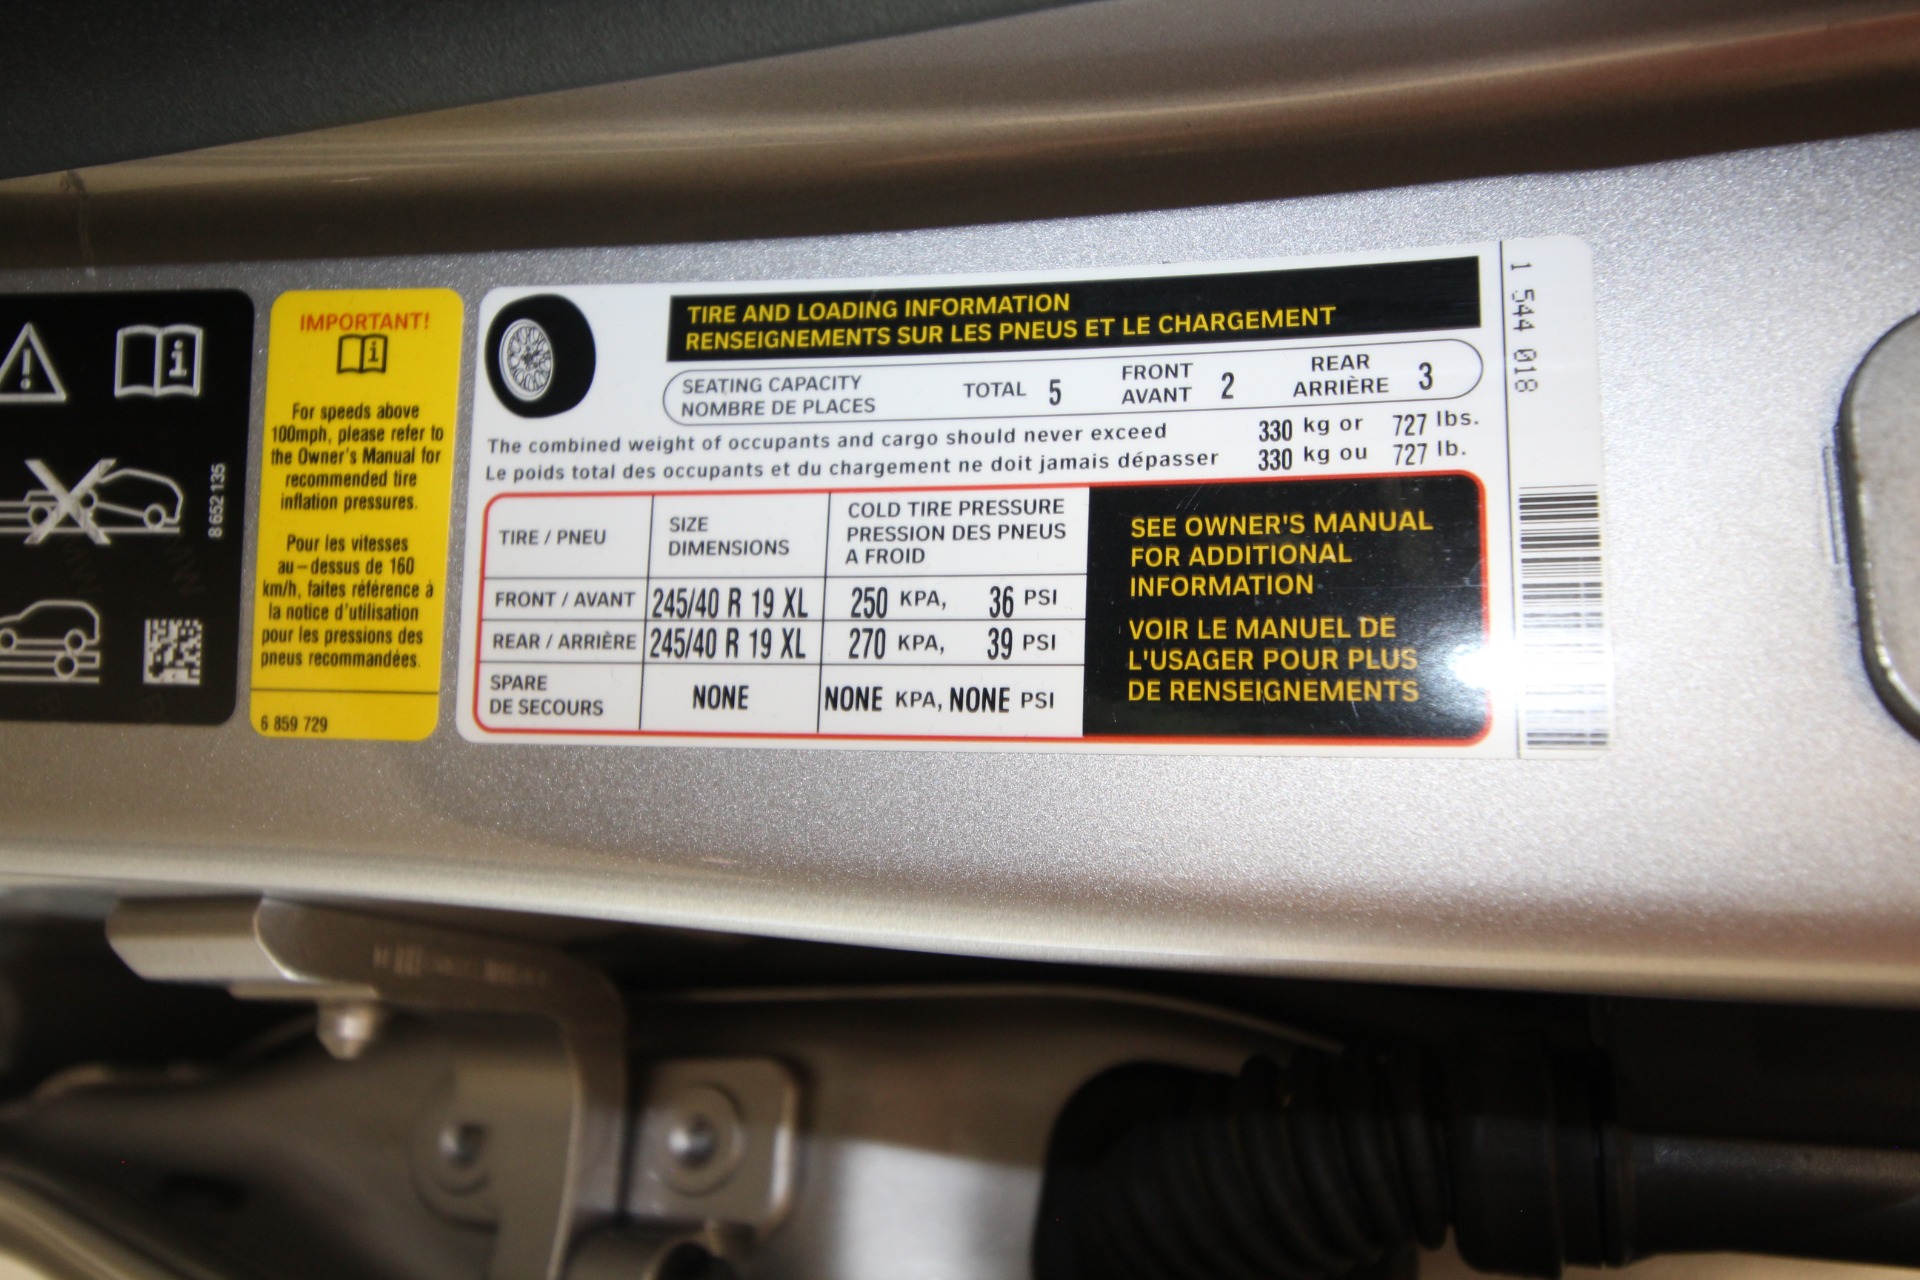 8 652 135
IMPORTANT!
For speeds above
100mph, please refer to
the Owner's Manual for
recommended tire
inflation pressures.
Pour les vitesses
au-dessus de 160
km/h, faites référence à
la notice d'utilisation
pour les pressions des
pneus recommandées.
6 859 729
TIRE AND LOADING INFORMATION
RENSEIGNEMENTS SUR LES PNEUS ET LE CHARGEMENT
SEATING CAPACITY
NOMBRE DE PLACES
TOTAL 5
FRONT
AVANT 2
REAR
ARRIÈRE 3
The combined weight of occupants and cargo should never exceed 330 kg or 727 lbs.
Le poids total des occupants et du chargement ne doit jamais dépasser 330 kg ou 727 lb.
TIRE / PNEU
SIZE
DIMENSIONS
COLD TIRE PRESSURE
PRESSION DES PNEUS
A FROID
FRONT / AVANT 245/40 R 19 XL 250 KPA, 36 PSI
REAR / ARRIÈRE 245/40 R 19 XL 270 KPA, 39 PSI
SPARE
DE SECOURS NONE NONE KPA, NONE PSI
SEE OWNER'S MANUAL
FOR ADDITIONAL
INFORMATION
VOIR LE MANUEL DE
L'USAGER POUR PLUS
DE RENSEIGNEMENTS
1 544 018